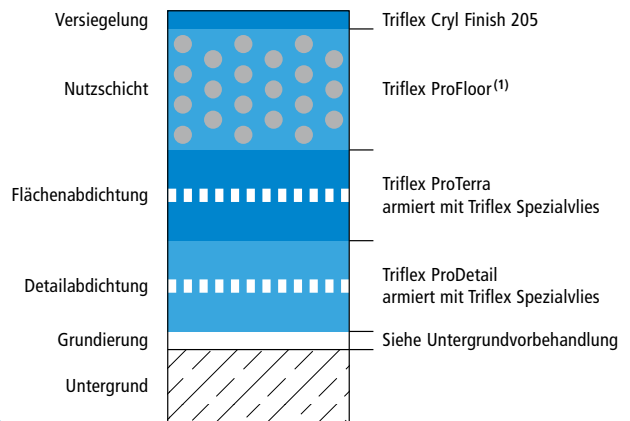 Versiegelung
Triflex Cryl Finish 205
Nutzschicht
Triflex ProFloor(1)
Flächenabdichtung
Triflex ProTerra
armiert mit Triflex Spezialvlies
Detailabdichtung
Triflex ProDetail
armiert mit Triflex Spezialvlies
Grundierung
Siehe Untergrundvorbehandlung
Untergrund